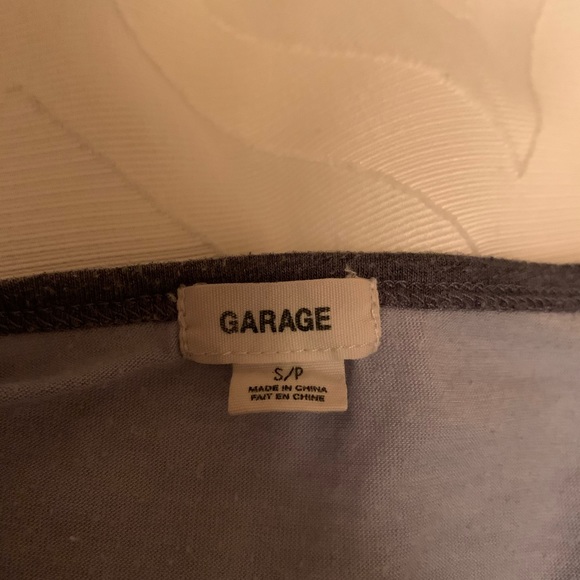 GARAGE
S/P
MADE IN CHINA
FAIT EN CHINE